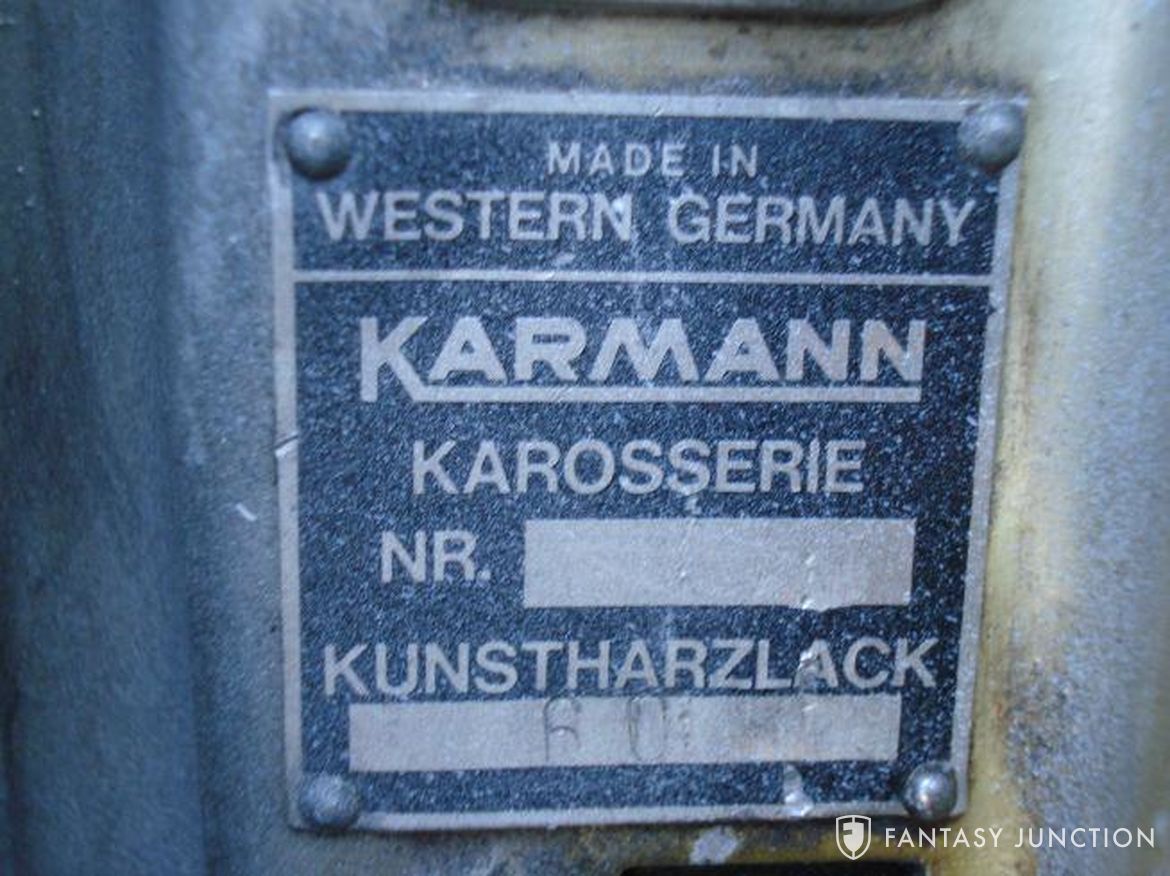 MADE IN
WESTERN GERMANY
KARMANN
KAROSSERIE
NR.
KUNSTHARZLACK
FANTASY JUNCTION